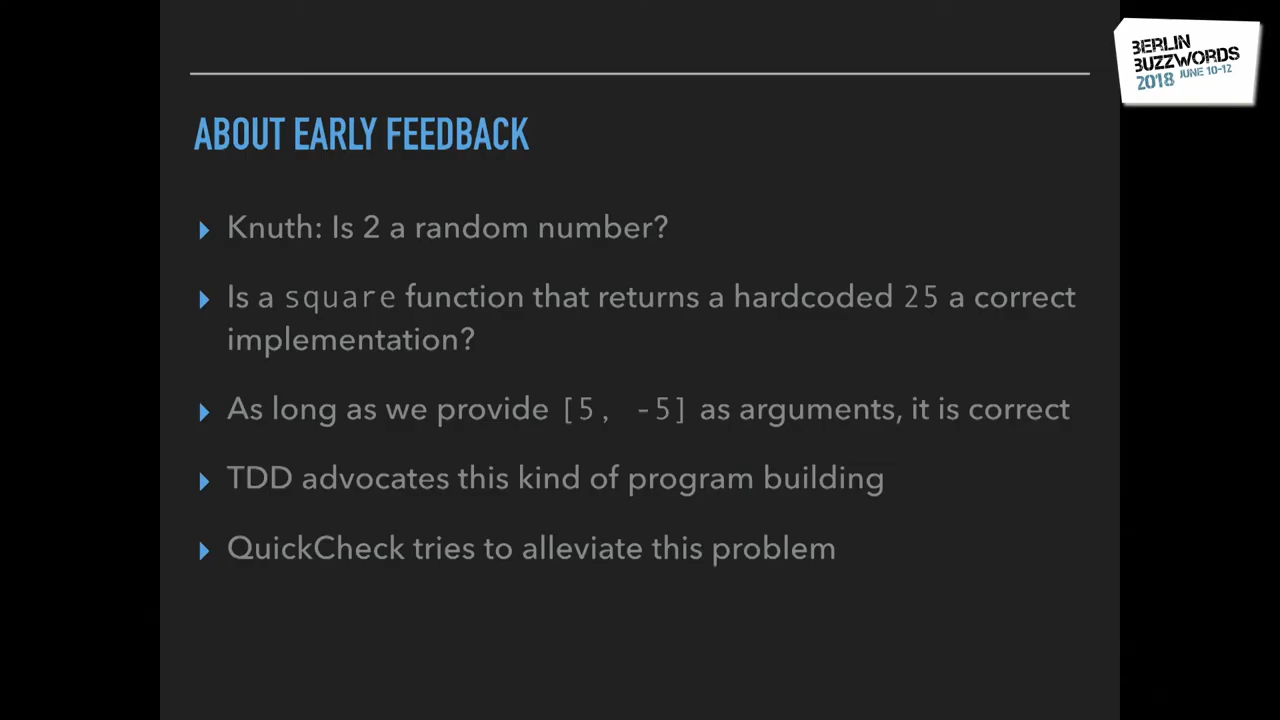 BERLIN
BUZZWORDS
2018 JUNE 10-12
ABOUT EARLY FEEDBACK
Knuth: Is 2 a random number?
Is a square function that returns a hardcoded 25 a correct
implementation?
As long as we provide [5, -5] as arguments, it is correct
TDD advocates this kind of program building
QuickCheck tries to alleviate this problem